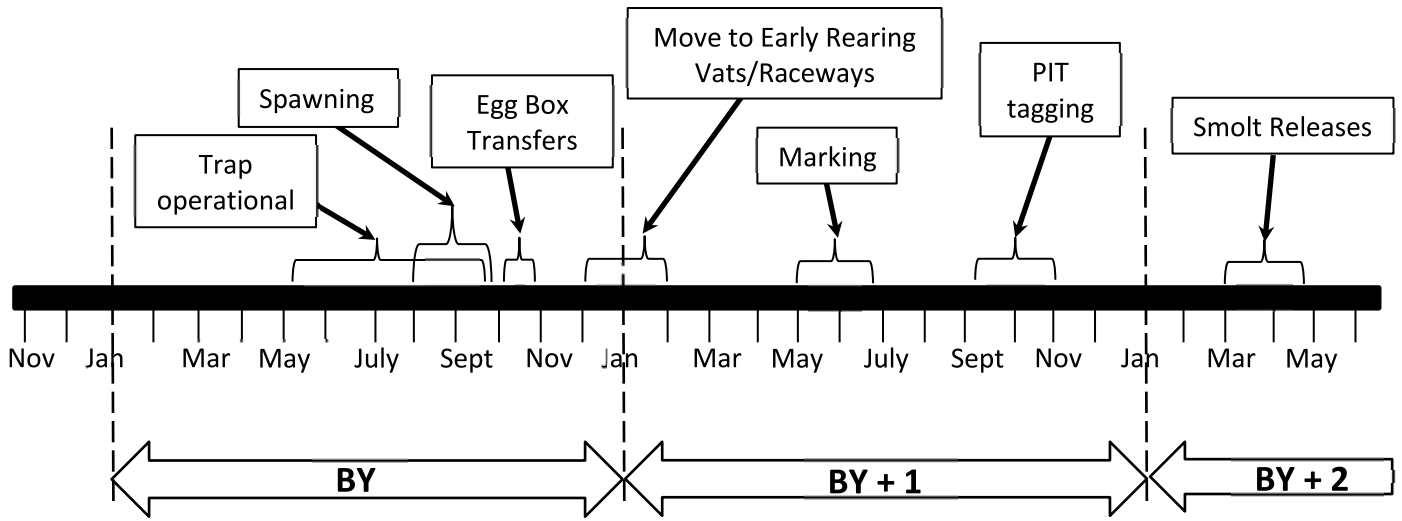 Move to Early Rearing
Vats/Raceways
PIT
tagging
Spawning
Egg Box
Transfers
Smolt Releases
Marking
Trap
operational
Nov Jan Mar May July Sept Nov Jan Mar May July Sept Nov Jan Mar May
BY BY + 1 BY + 2